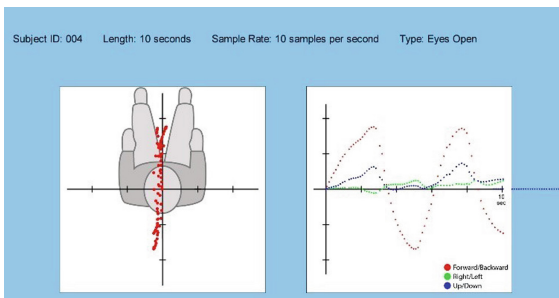 Subject ID: 004 Length: 10 seconds Sample Rate: 10 samples per second Type: Eyes Open
10
sec
Forward/Backward
Right/Left
Up/Down